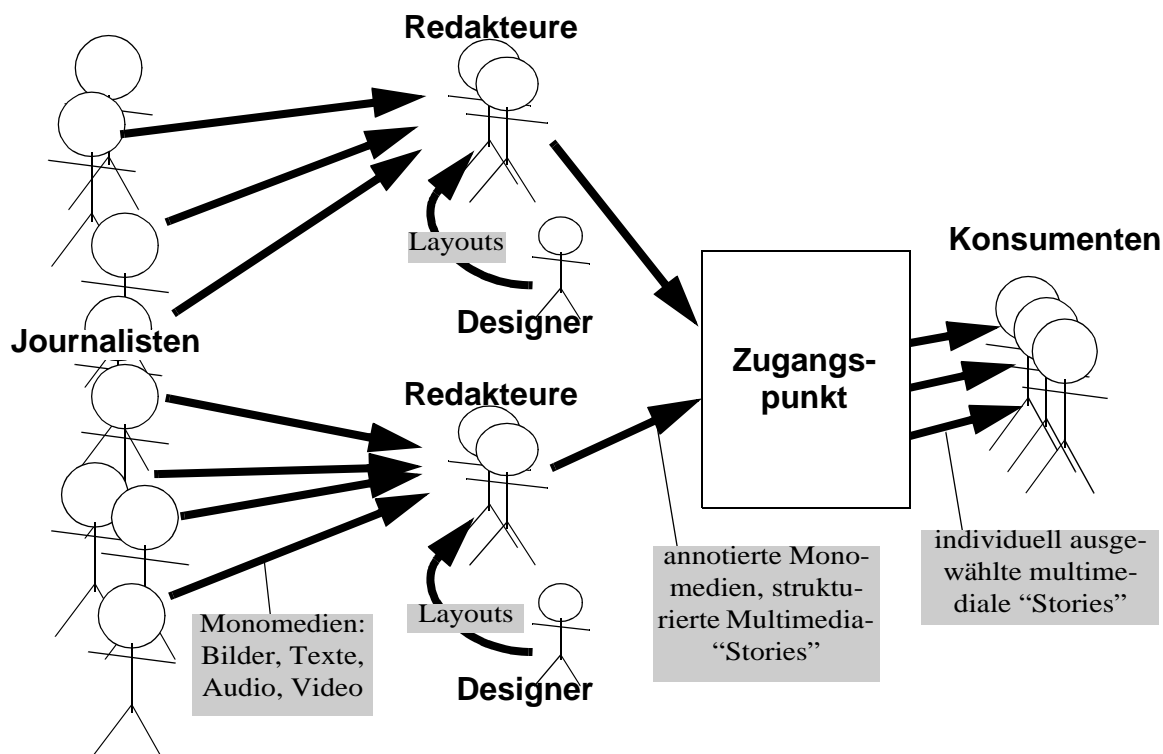 Redakteure
Layouts
Designer
Journalisten
Redakteure
Layouts
Designer
Monomedien:
Bilder, Texte,
Audio, Video
Zugangs-
punkt
annotierte Mono-
medien, struktu-
rierte Multimedia-
“Stories”
Konsumenten
individuell ausge-
wählte multime-
diale “Stories”